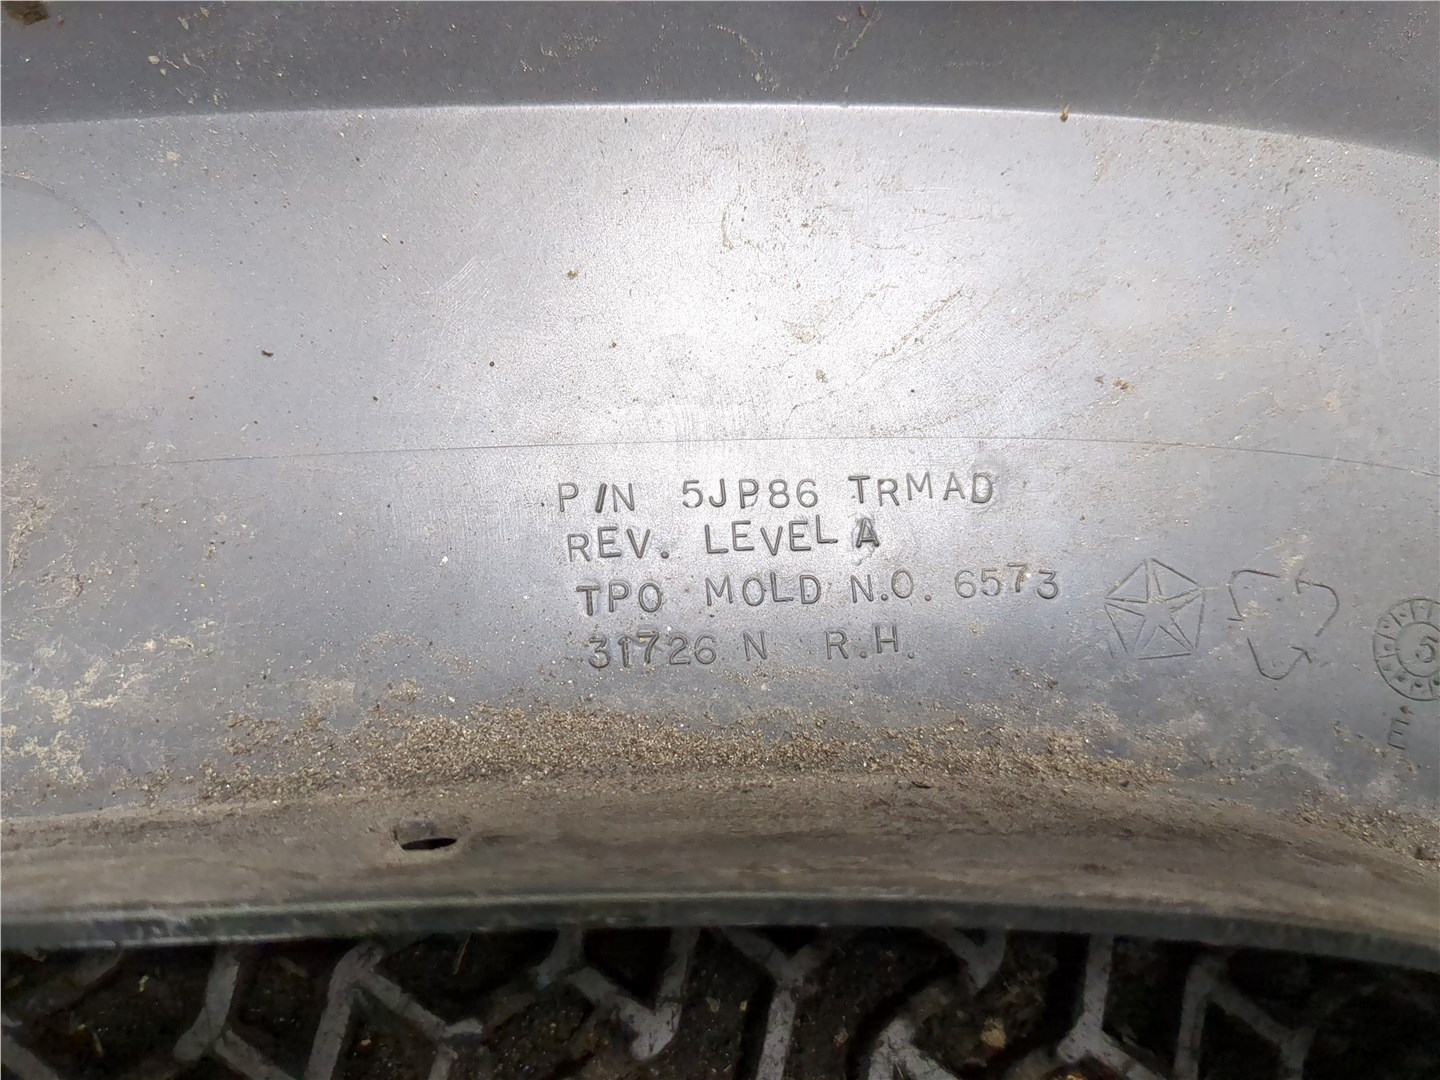 P/N 5JP86 TRMAD
REV. LEVEL A
TPO MOLD N.O. 6573
31726 N R.H.